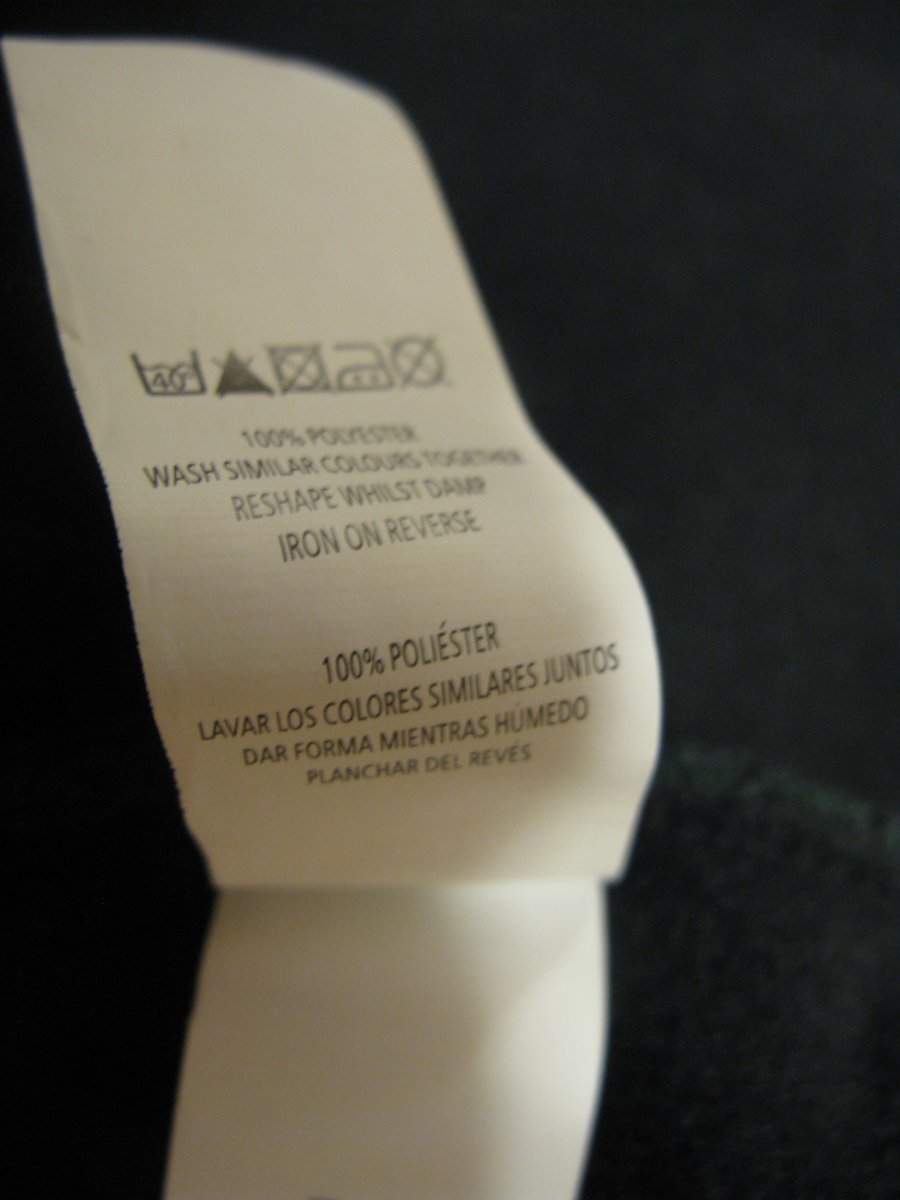 40°
100% POLYESTER
WASH SIMILAR COLOURS TOGETHER
RESHAPE WHILST DAMP
IRON ON REVERSE
100% POLIÉSTER
LAVAR LOS COLORES SIMILARES JUNTOS
DAR FORMA MIENTRAS HÚMEDO
PLANCHAR DEL REVÉS